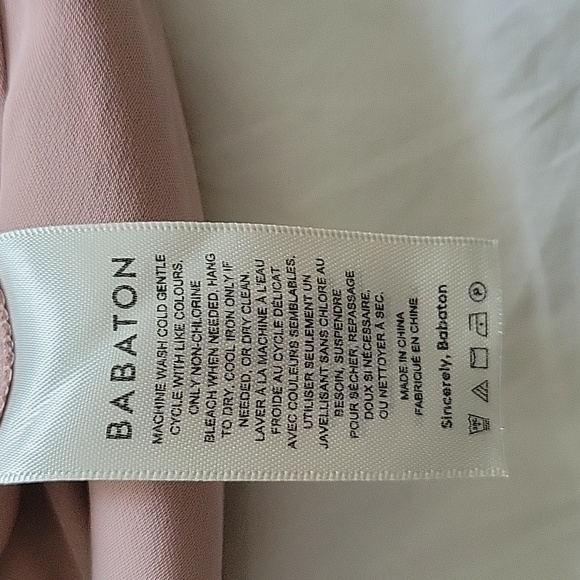 BABATON
MACHINE WASH COLD GENTLE
CYCLE WITH LIKE COLOURS,
ONLY NON-CHLORINE
BLEACH WHEN NEEDED. HANG
TO DRY. COOL IRON ONLY IF
NEEDED OR DRY CLEAN.
LAVER À LA MACHINE À L'EAU
FROIDE AU CYCLE DÉLICAT
AVEC COULEURS SEMBLABLES,
UTILISER SEULEMENT UN
JAVELLISANT SANS CHLORE AU
BESOIN, SUSPENDRE
POUR SÉCHER, REPASSAGE
DOUX SI NÉCESSAIRE,
OU NETTOYER À SEC.
MADE IN CHINA
FABRIQUÉ EN CHINE
Sincerely, Babaton